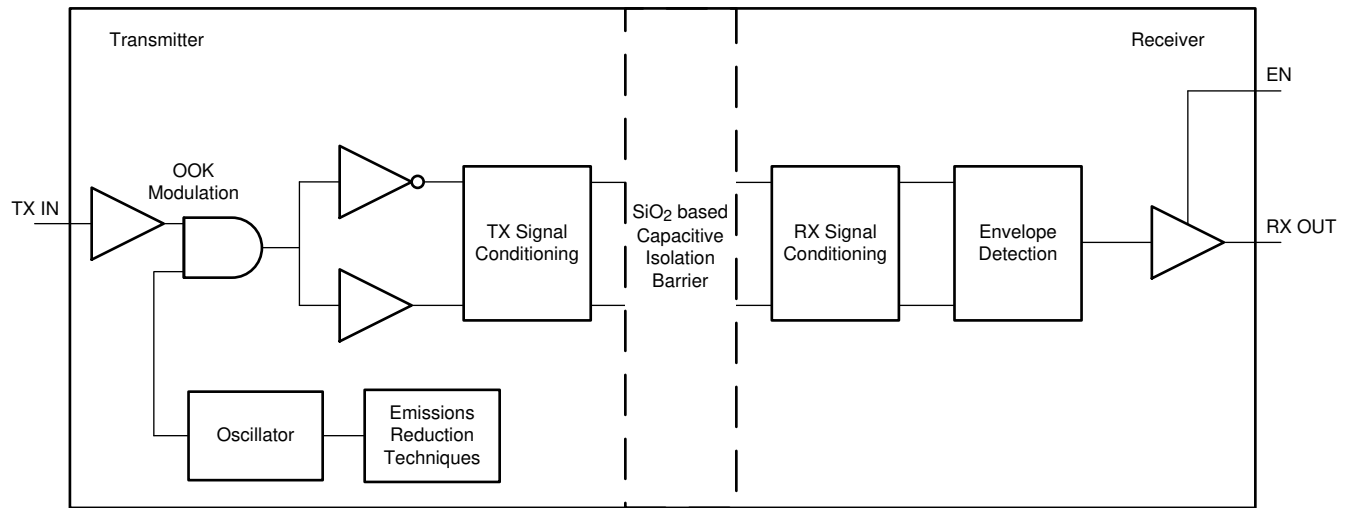 Transmitter
Receiver
EN
OOK
Modulation
TX IN
TX Signal
Conditioning
SiO2 based
Capacitive
Isolation
Barrier
RX Signal
Conditioning
Envelope
Detection
RX OUT
Oscillator
Emissions
Reduction
Techniques